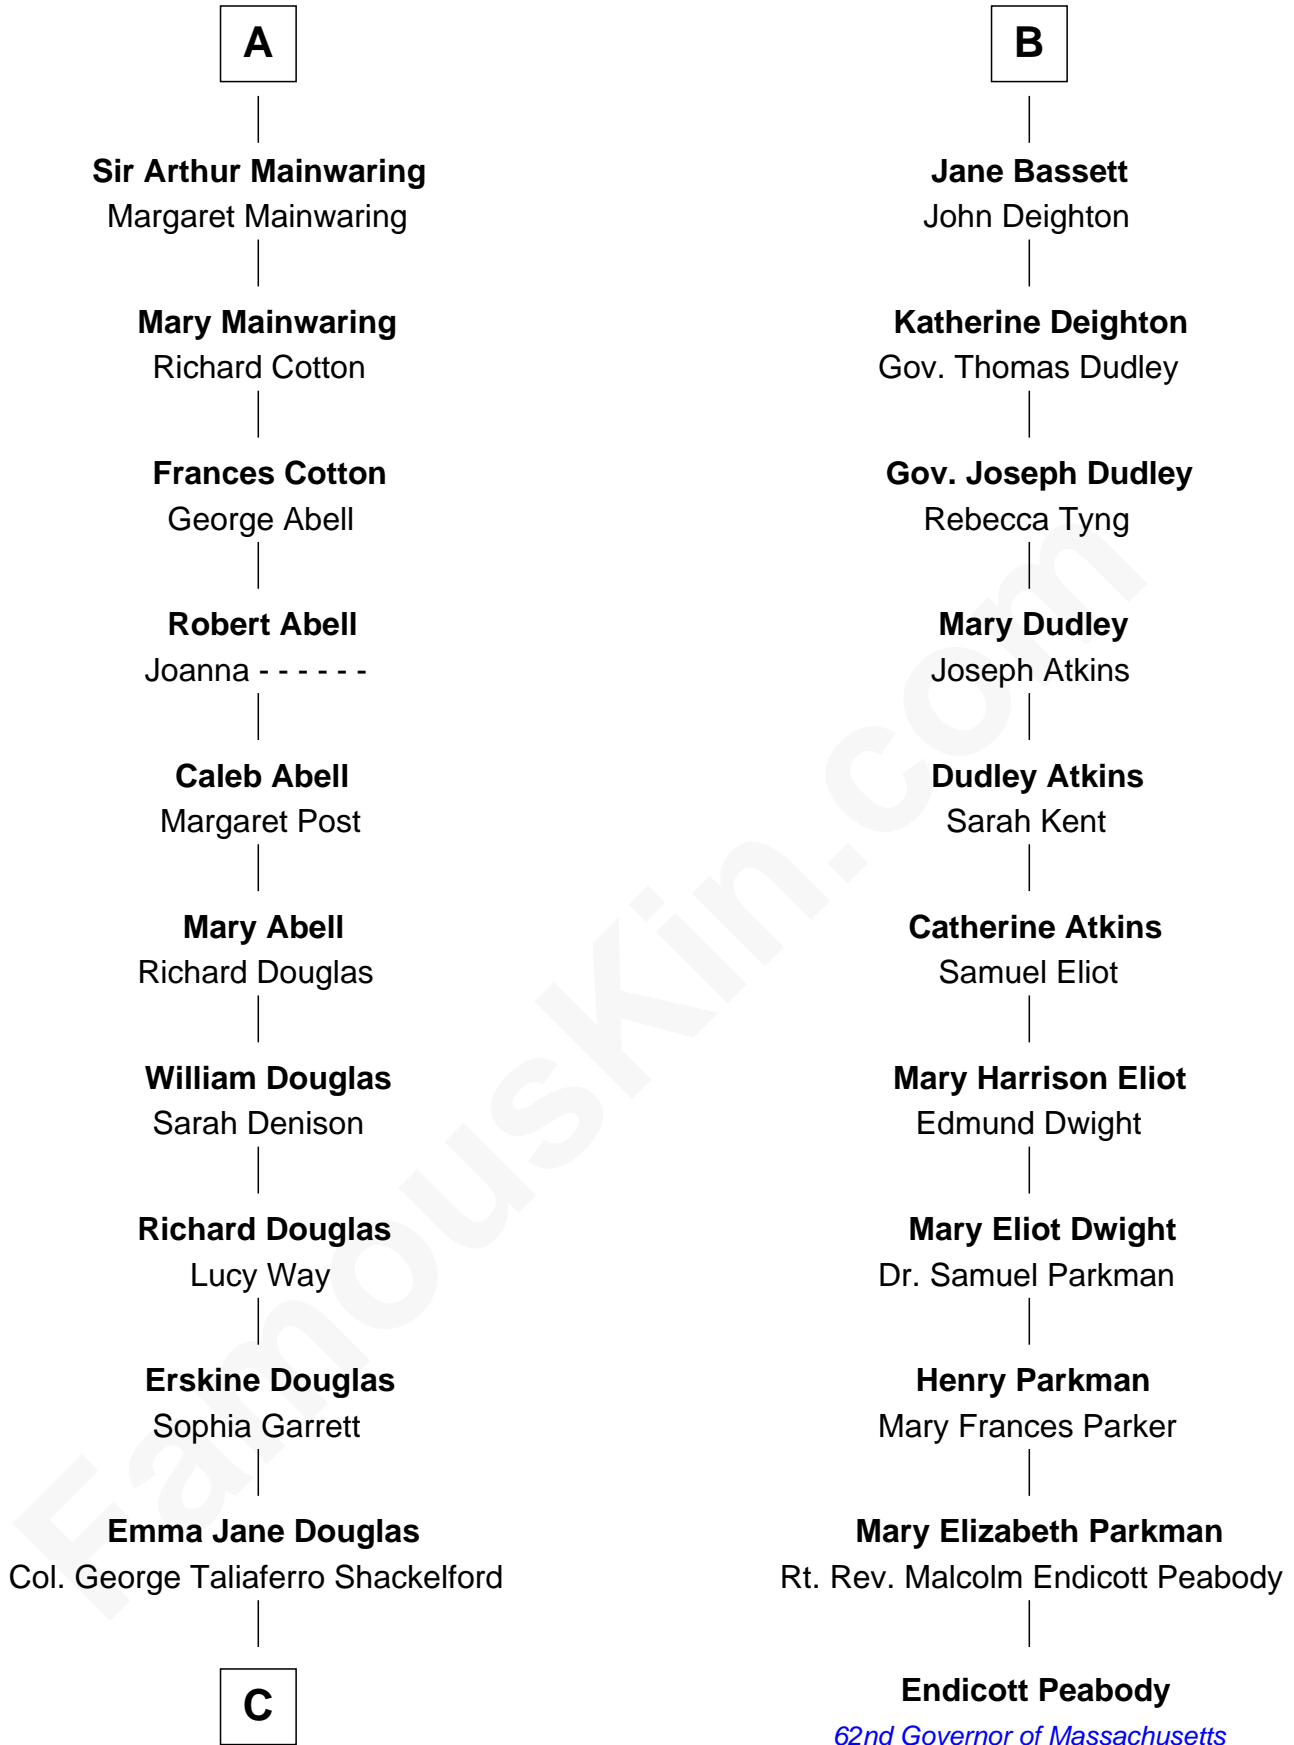 A
Sir Arthur Mainwaring
Margaret Mainwaring
Mary Mainwaring
Richard Cotton
Frances Cotton
George Abell
Robert Abell
Joanna - - - - - -
Caleb Abell
Margaret Post
Mary Abell
Richard Douglas
William Douglas
Sarah Denison
Richard Douglas
Lucy Way
Erskine Douglas
Sophia Garrett
Emma Jane Douglas
Col. George Taliaferro Shackelford
C
B
Jane Bassett
John Deighton
Katherine Deighton
Gov. Thomas Dudley
Gov. Joseph Dudley
Rebecca Tyng
Mary Dudley
Joseph Atkins
Dudley Atkins
Sarah Kent
Catherine Atkins
Samuel Eliot
Mary Harrison Eliot
Edmund Dwight
Mary Eliot Dwight
Dr. Samuel Parkman
Henry Parkman
Mary Frances Parker
Mary Elizabeth Parkman
Rt. Rev. Malcolm Endicott Peabody
Endicott Peabody
62nd Governor of Massachusetts
FamousKin.com